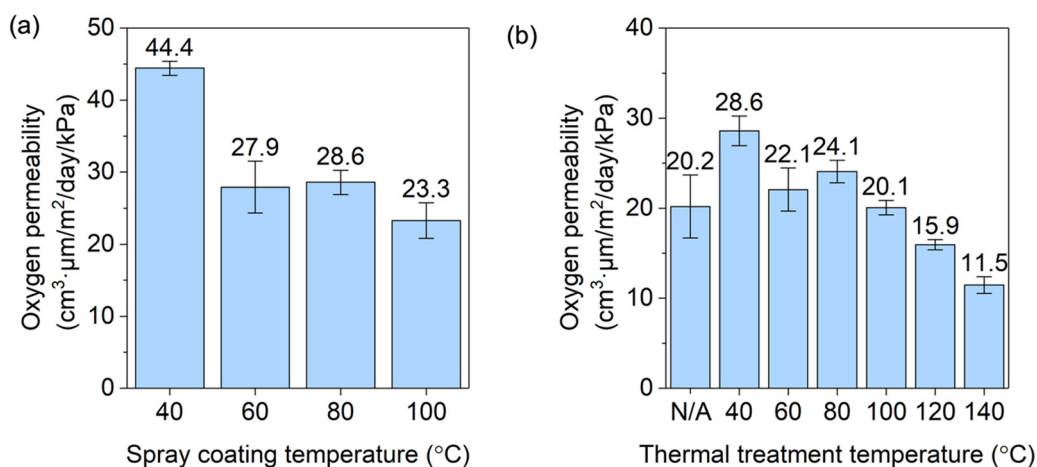 (a)
Oxygen permeability
(cm³·μm/m²/day/kPa)
50
40
30
20
10
0
44.4
27.9
28.6
23.3
40 60 80 100
Spray coating temperature (°C)
(b)
Oxygen permeability
(cm³·μm/m²/day/kPa)
40
30
20
10
0
20.2
28.6
22.1
24.1
20.1
15.9
11.5
N/A 40 60 80 100 120 140
Thermal treatment temperature (°C)